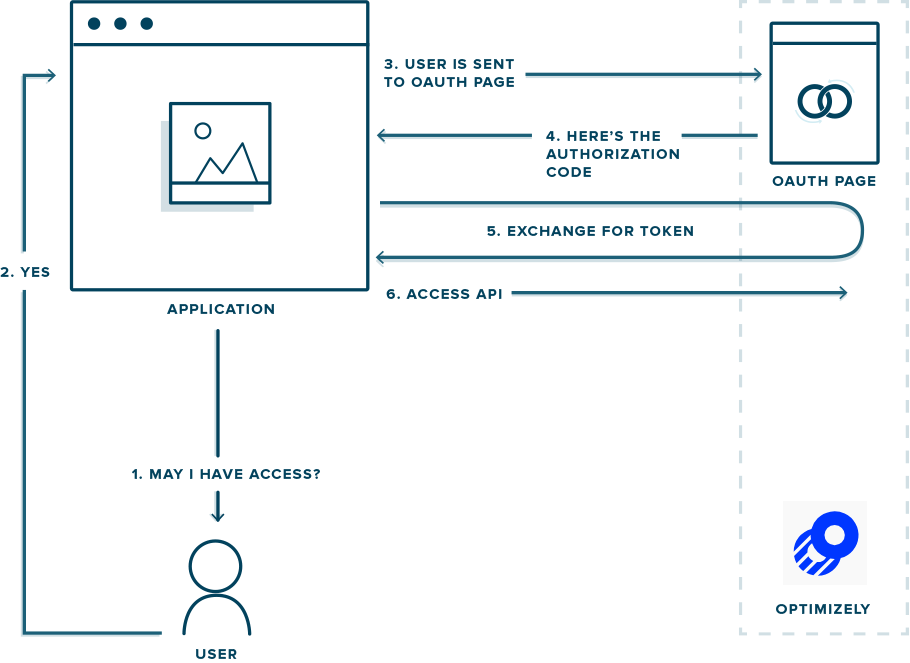 3. USER IS SENT
TO OAUTH PAGE
4. HERE'S THE
AUTHORIZATION
CODE
OAUTH PAGE
5. EXCHANGE FOR TOKEN
2. YES
6. ACCESS API
APPLICATION
1. MAY I HAVE ACCESS?
OPTIMIZELY
USER